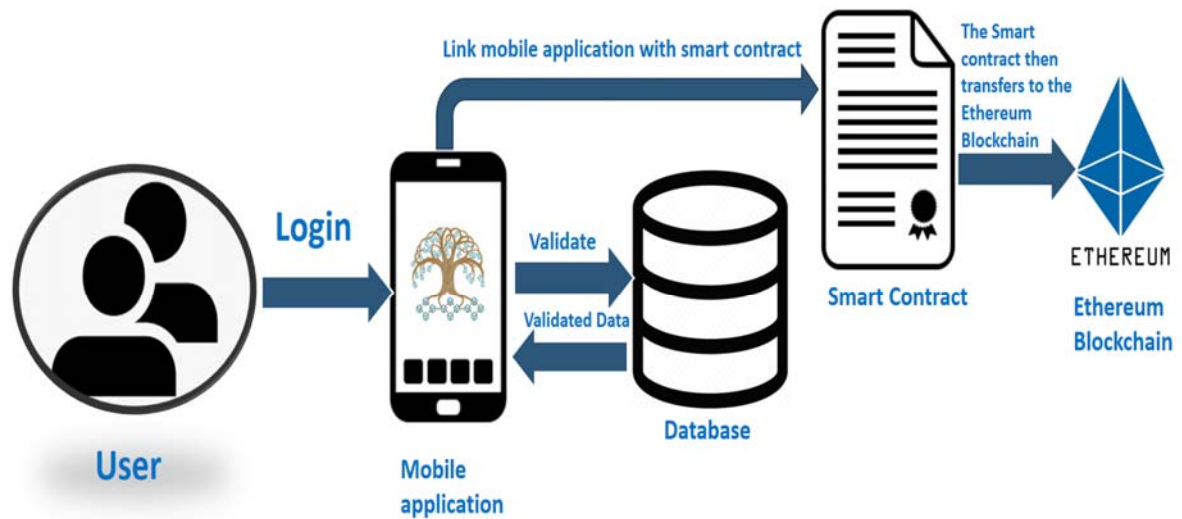 Link mobile application with smart contract
The Smart
contract then
transfers to the
Ethereum
Blockchain
Login
Validate
Validated Data
ETHEREUM
User
Mobile
application
Database
Smart Contract
Ethereum
Blockchain